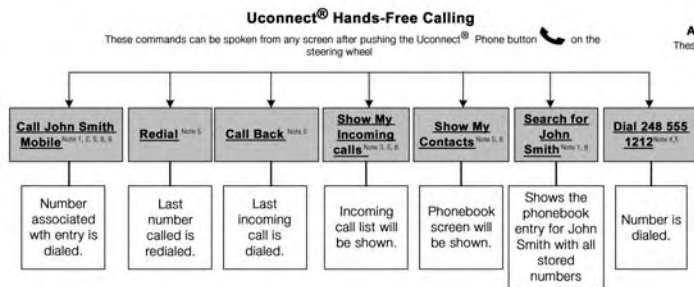 Uconnect® Hands-Free Calling
These commands can be spoken from any screen after pushing the Uconnect® Phone button on the
steering wheel
A
These
Call John Smith
Mobile Note 1, 2, 5, 8, 9
Redial Note 5
Call Back Note 5
Show My
Incoming
calls Note 3, 5, 8
Show My
Contacts Note 5, 8
Search for
John
Smith Note 1, 8
Dial 248 555
1212 Note 4,5
Number
associated
wth entry is
dialed.
Last
number
called is
redialed.
Last
incoming
call is
dialed.
Incoming
call list will
be shown.
Phonebook
screen will
be shown.
Shows the
phonebook
entry for John
Smith with all
stored
numbers
Number is
dialed.